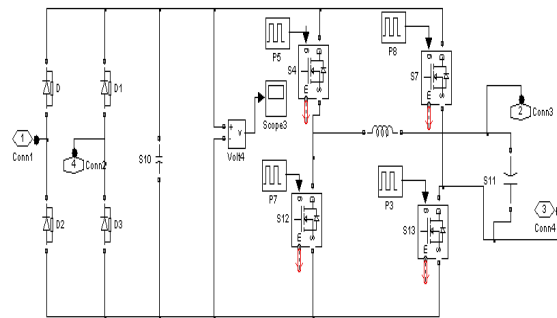 P5
P8
S4
S7
D
D1
Scope3
1
Conn1
4
Conn2
S10
+
-
v
Volt4
2
Conn3
S11
P7
P3
S12
S13
D2
D3
3
Conn4